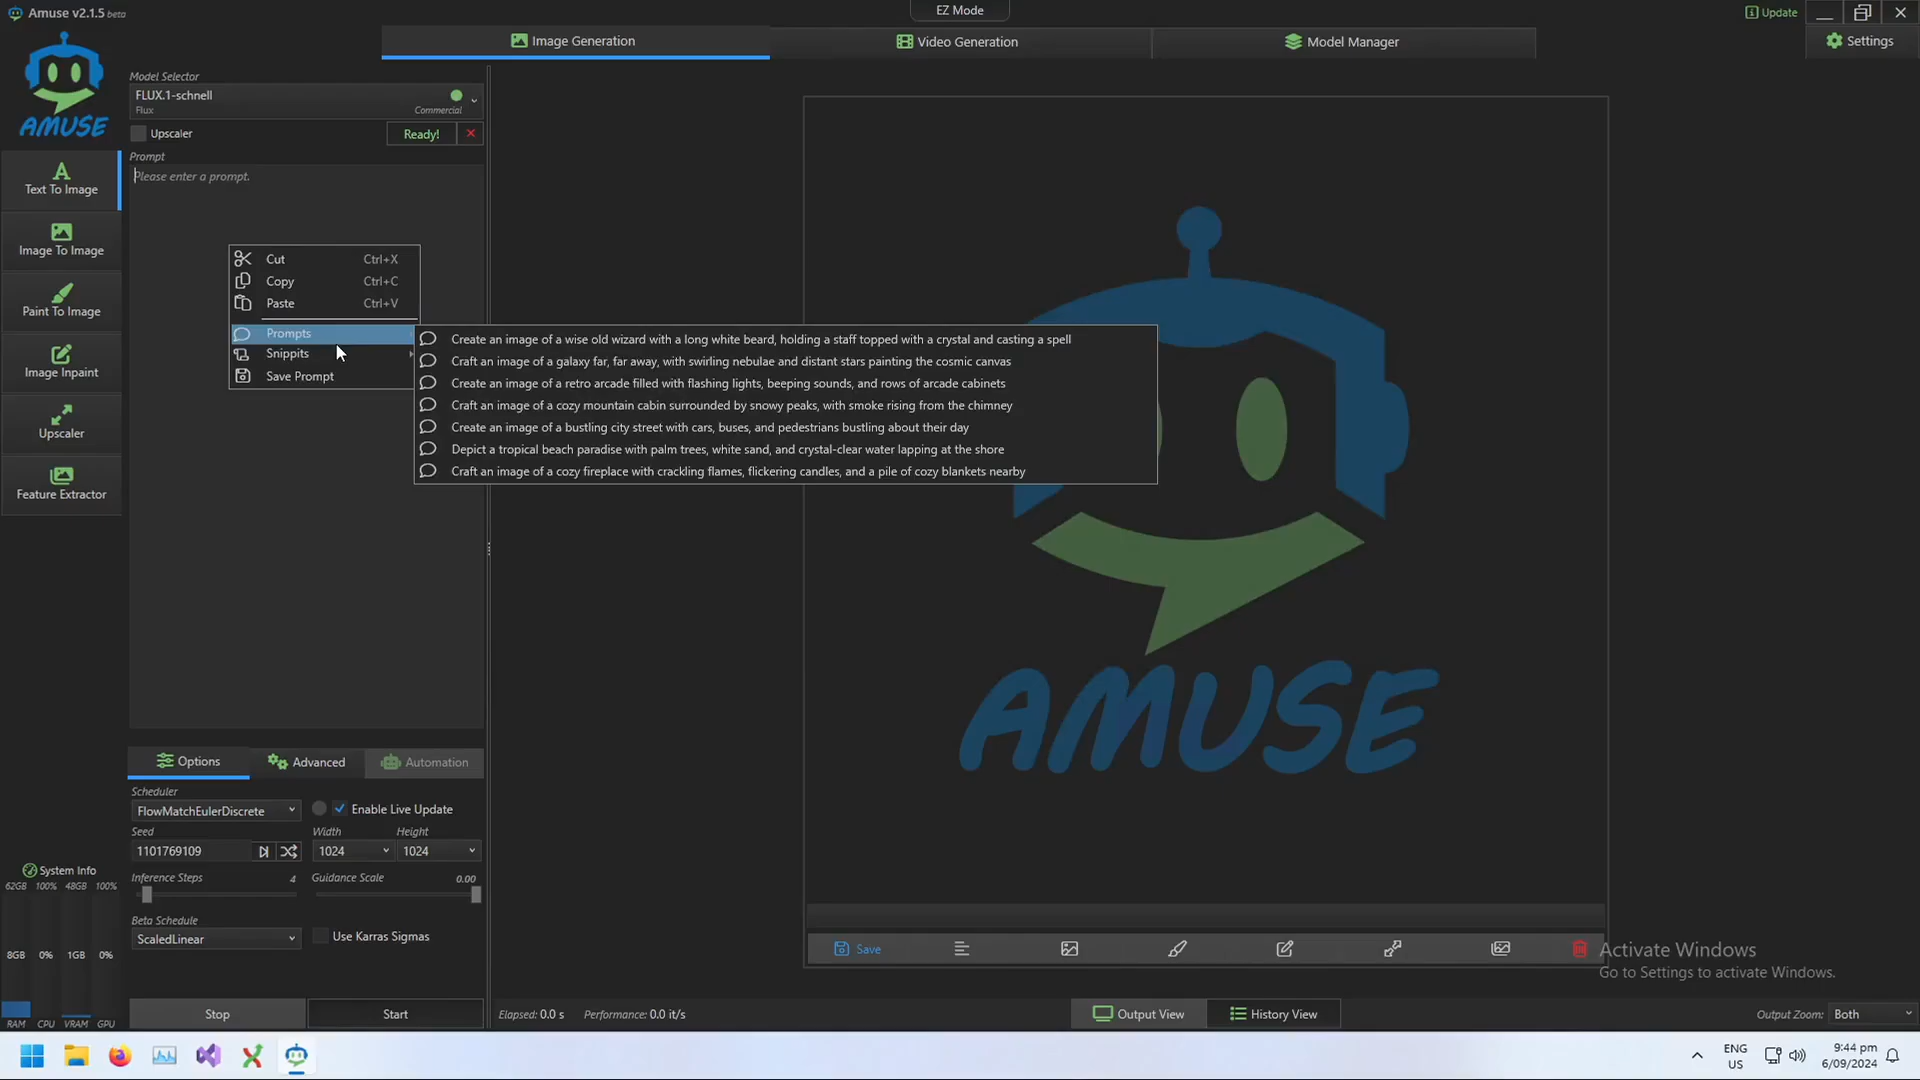 Amuse v2.1.5 beta
EZ Mode
Update
Image Generation
Video Generation
Model Manager
Settings
AMUSE
Model Selector
FLUX.1-schnell
Flux
Commercial
Upscaler
Ready!
Prompt
Please enter a prompt.
Text To Image
Image To Image
Paint To Image
Image Inpaint
Upscaler
Feature Extractor
Cut Ctrl+X
Copy Ctrl+C
Paste Ctrl+V
Prompts
Snippits
Save Prompt
Create an image of a wise old wizard with a long white beard, holding a staff topped with a crystal and casting a spell
Craft an image of a galaxy far, far away, with swirling nebulae and distant stars painting the cosmic canvas
Create an image of a retro arcade filled with flashing lights, beeping sounds, and rows of arcade cabinets
Craft an image of a cozy mountain cabin surrounded by snowy peaks, with smoke rising from the chimney
Create an image of a bustling city street with cars, buses, and pedestrians bustling about their day
Depict a tropical beach paradise with palm trees, white sand, and crystal-clear water lapping at the shore
Craft an image of a cozy fireplace with crackling flames, flickering candles, and a pile of cozy blankets nearby
AMUSE
Options
Advanced
Automation
Scheduler
FlowMatchEulerDiscrete
Enable Live Update
Seed
Width
Height
1101769109
1024
1024
Inference Steps 4
Guidance Scale 0.00
Beta Schedule
ScaledLinear
Use Karras Sigmas
System Info
62GB 100% 48GB 100%
8GB 0% 1GB 0%
RAM CPU VRAM GPU
Stop
Start
Save
Activate Windows
Go to Settings to activate Windows.
Elapsed: 0.0 s
Performance: 0.0 it/s
Output View
History View
Output Zoom: Both
ENG
US
9:44 pm
6/09/2024